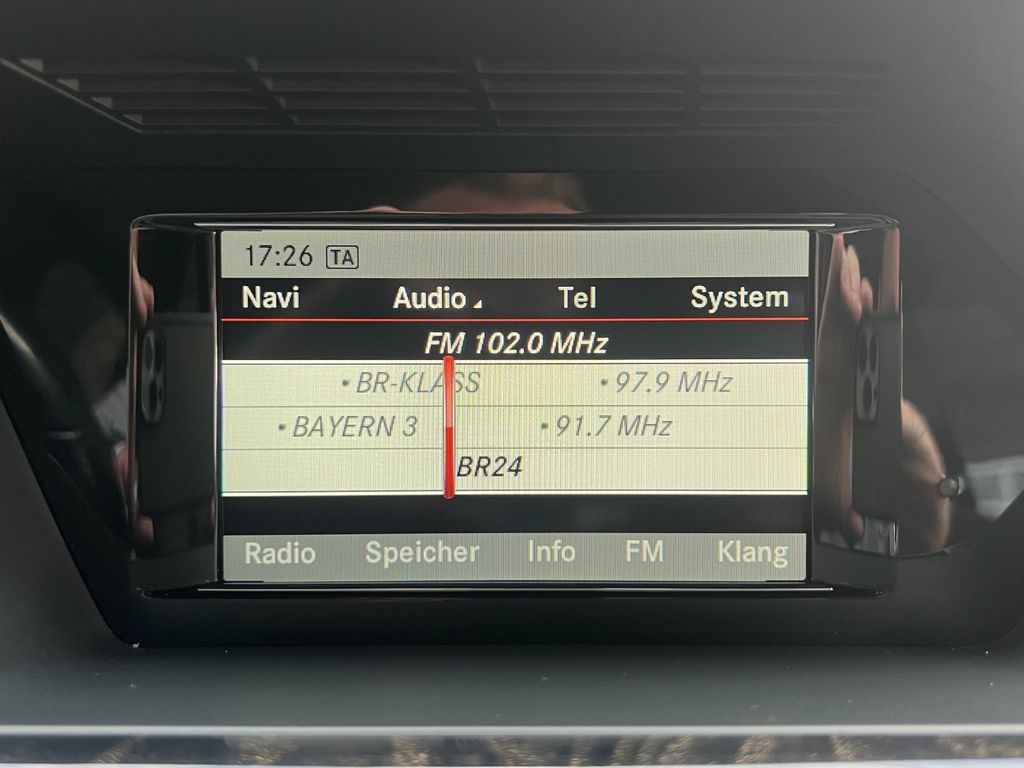 17:26 TA
Navi Audio Tel System
FM 102.0 MHz
• BR-KLASS • 97.9 MHz
• BAYERN 3 • 91.7 MHz
BR24
Radio Speicher Info FM Klang